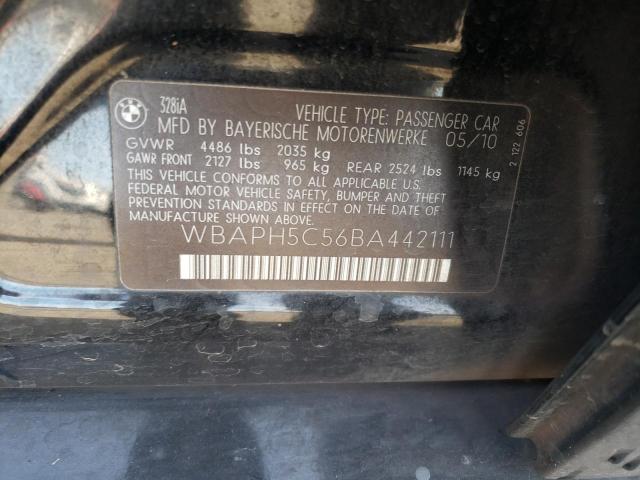 BMW
328iA
VEHICLE TYPE: PASSENGER CAR
MFD BY BAYERISCHE MOTORENWERKE 05/10
GVWR 4486 lbs 2035 kg
GAWR FRONT 2127 lbs 965 kg REAR 2524 lbs 1145 kg
THIS VEHICLE CONFORMS TO ALL APPLICABLE U.S.
FEDERAL MOTOR VEHICLE SAFETY, BUMPER AND THEFT
PREVENTION STANDARDS IN EFFECT ON THE DATE
OF MANUFACTURE SHOWN ABOVE:
WBAPH5C56BA442111
2 122 606